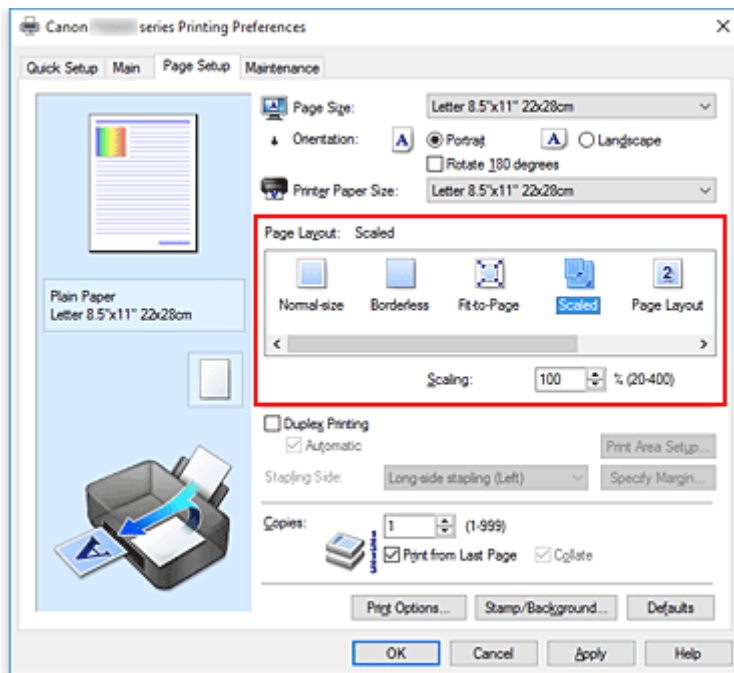 Canon series Printing Preferences
Quick Setup Main Page Setup Maintenance
Page Size: Letter 8.5"x11" 22x28cm
Orientation: A Portrait A Landscape
Rotate 180 degrees
Printer Paper Size: Letter 8.5"x11" 22x28cm
Page Layout: Scaled
Normal-size Borderless Fit-to-Page Scaled Page Layout
Scaling: 100 % (20-400)
Plain Paper
Letter 8.5"x11" 22x28cm
Duplex Printing
Automatic Print Area Setup...
Stapling Side: Long-side stapling (Left) Specify Margin...
Copies: 1 (1-999)
Print from Last Page Collate
Print Options... Stamp/Background... Defaults
OK Cancel Apply Help